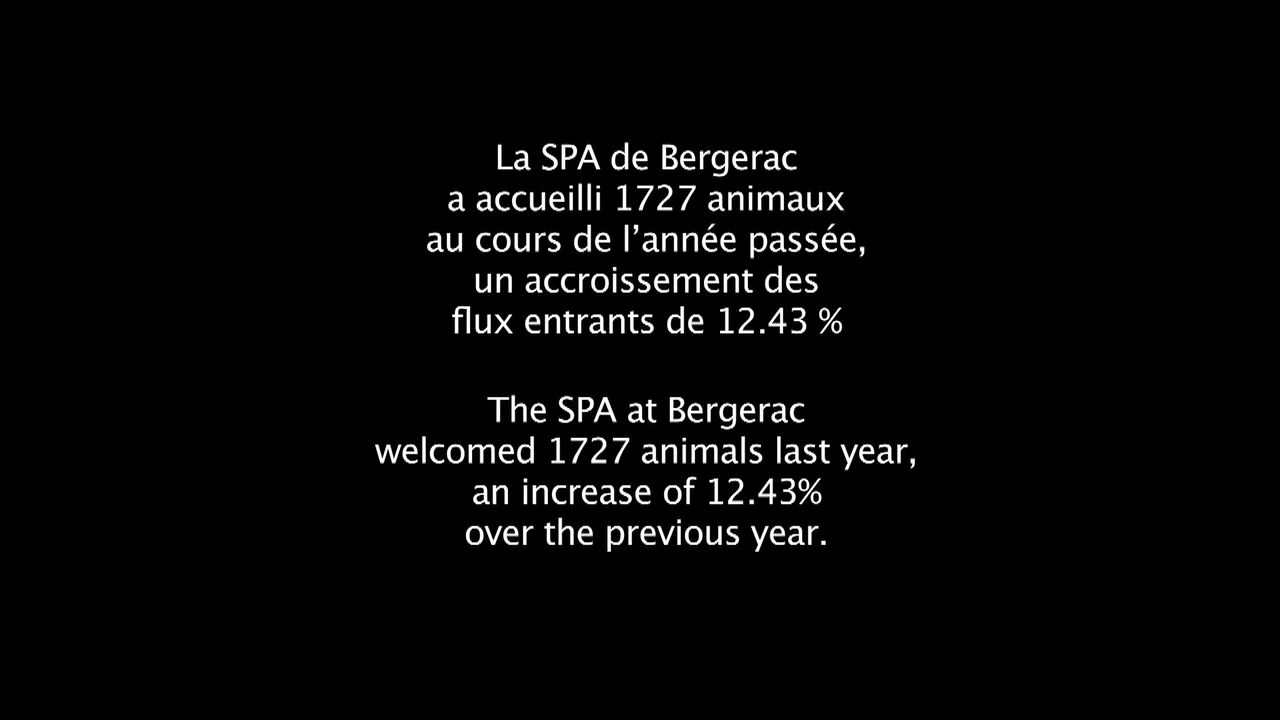 La SPA de Bergerac
a accueilli 1727 animaux
au cours de l’année passée,
un accroissement des
flux entrants de 12.43 %
The SPA at Bergerac
welcomed 1727 animals last year,
an increase of 12.43%
over the previous year.